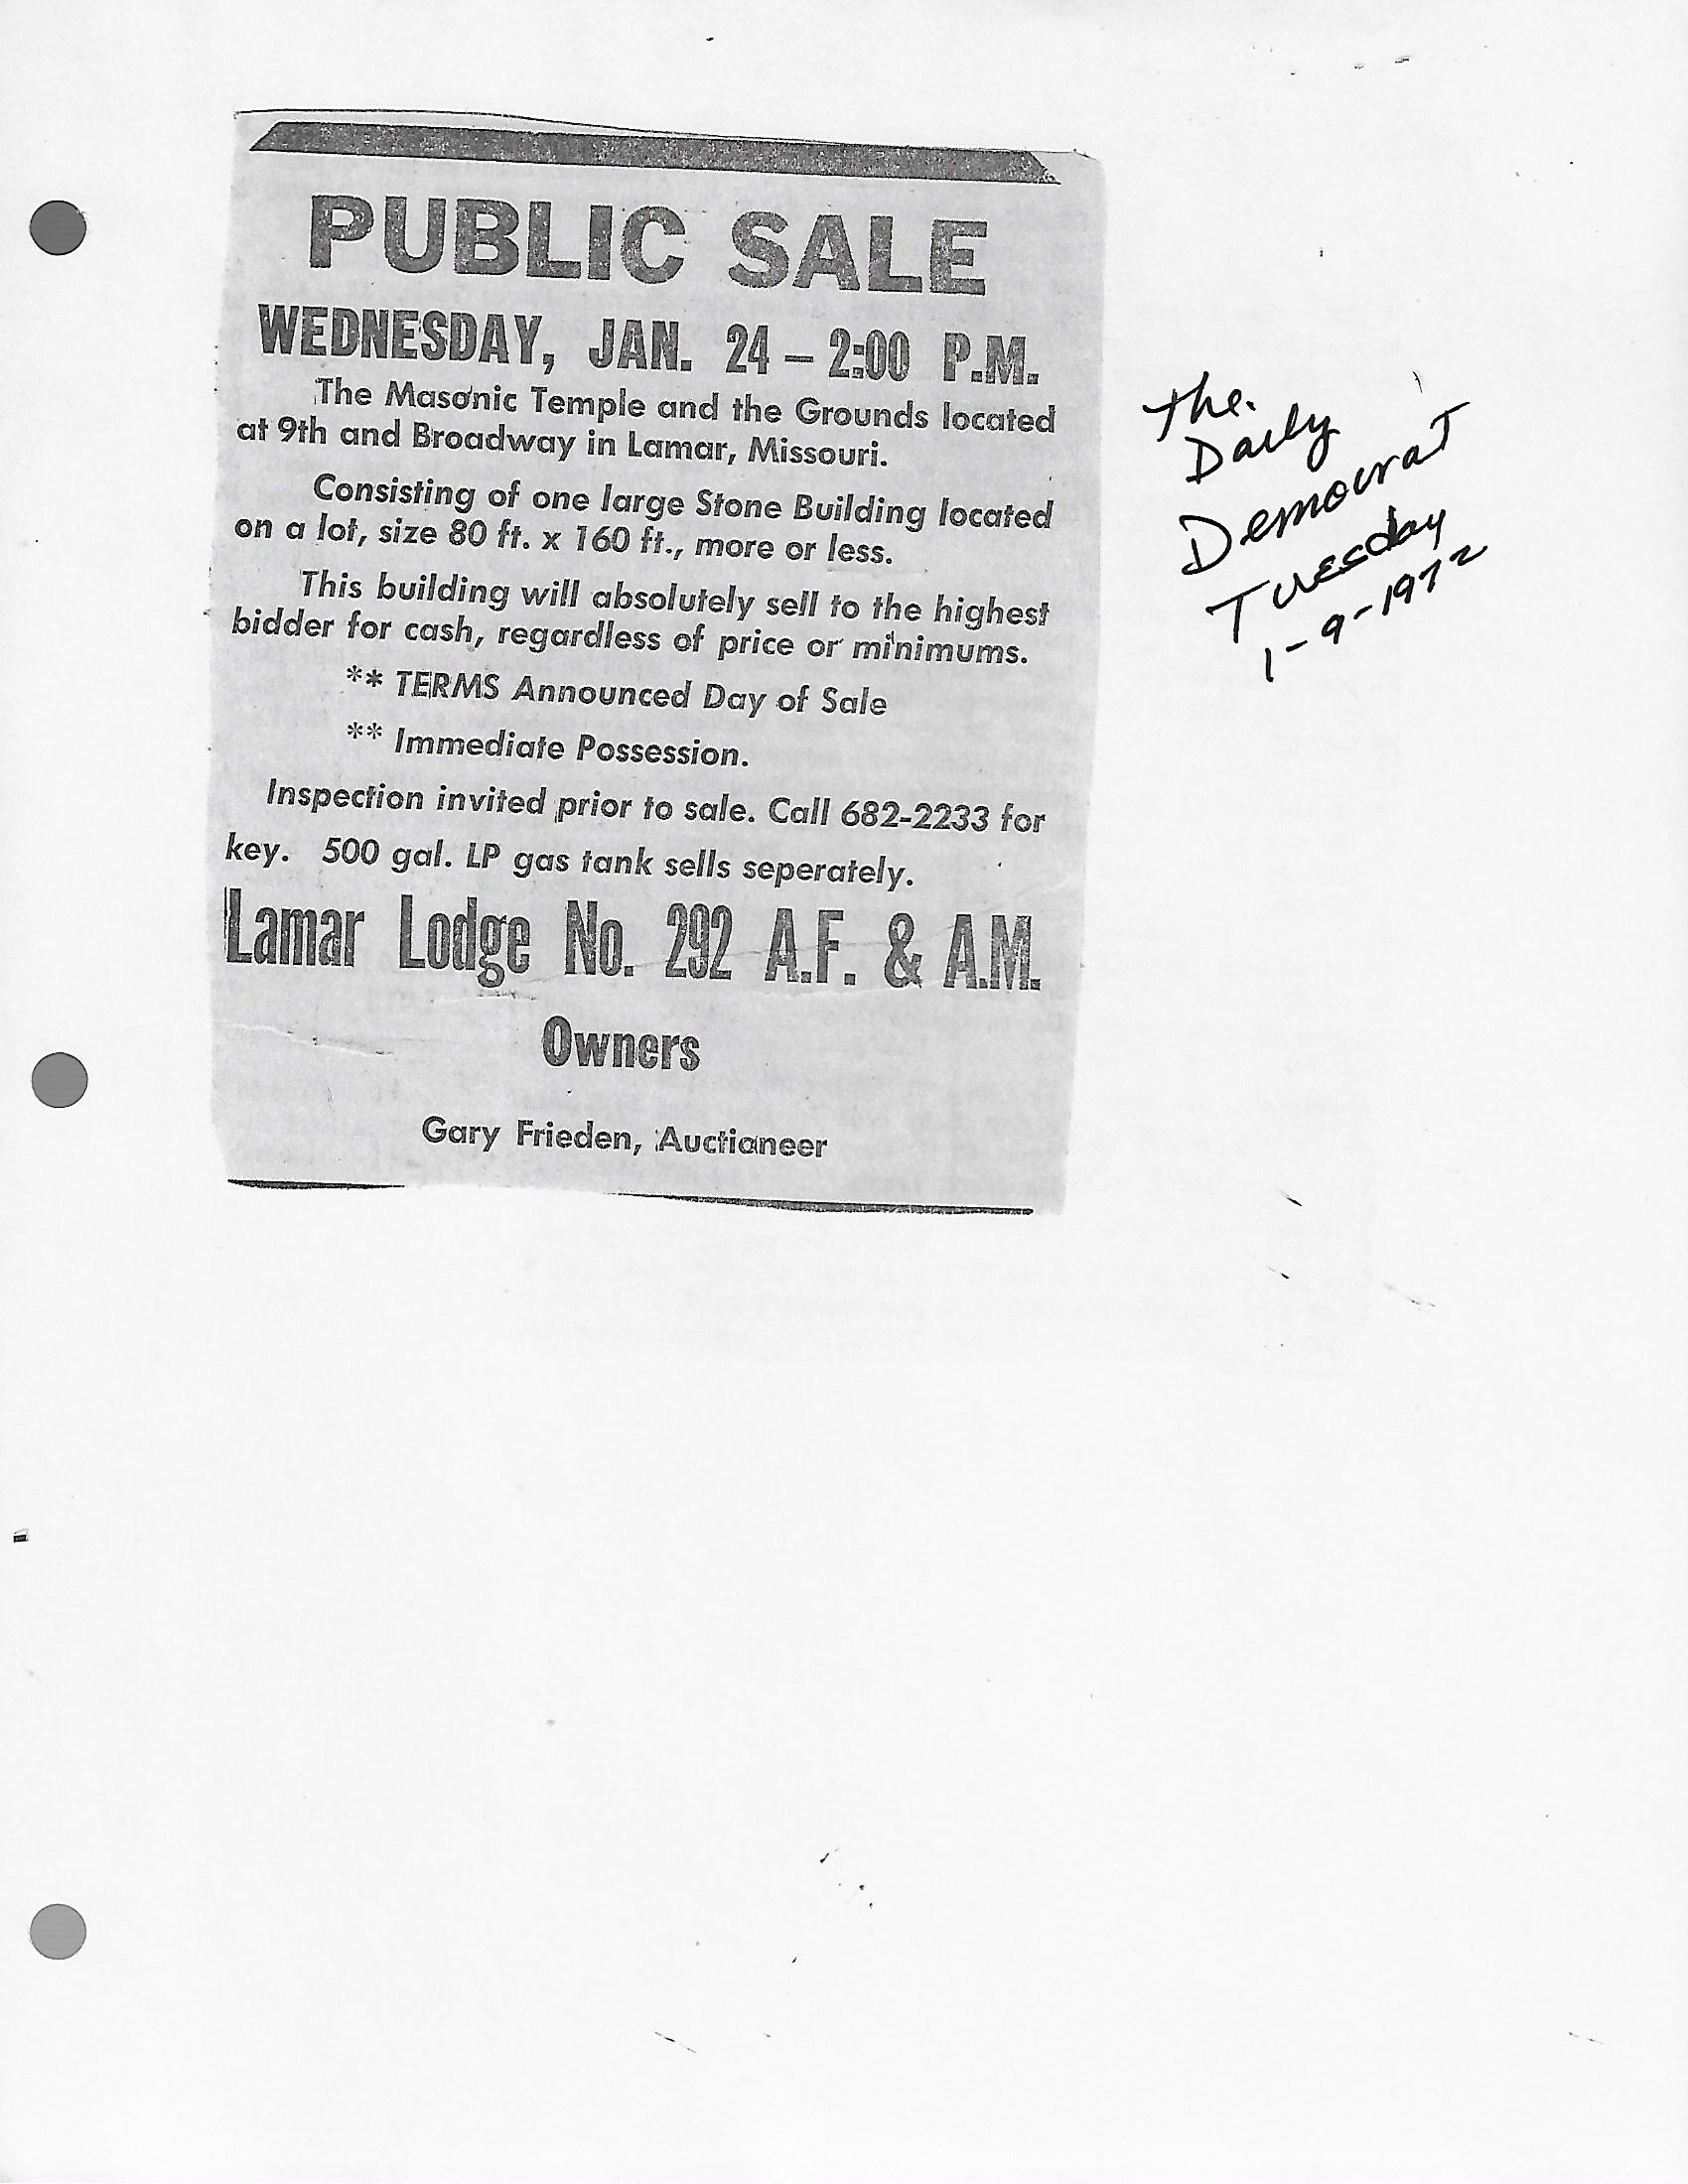 PUBLIC SALE
WEDNESDAY, JAN. 24 – 2:00 P.M.
The Masonic Temple and the Grounds located
at 9th and Broadway in Lamar, Missouri.
Consisting of one large Stone Building located
on a lot, size 80 ft. x 160 ft., more or less.
This building will absolutely sell to the highest
bidder for cash, regardless of price or minimums.
** TERMS Announced Day of Sale
** Immediate Possession.
Inspection invited prior to sale. Call 682-2233 for
key. 500 gal. LP gas tank sells seperately.
Lamar Lodge No. 292 A.F. & A.M.
Owners
Gary Frieden, Auctioneer
The
Daily
Democrat
Tuesday
1-9-1972